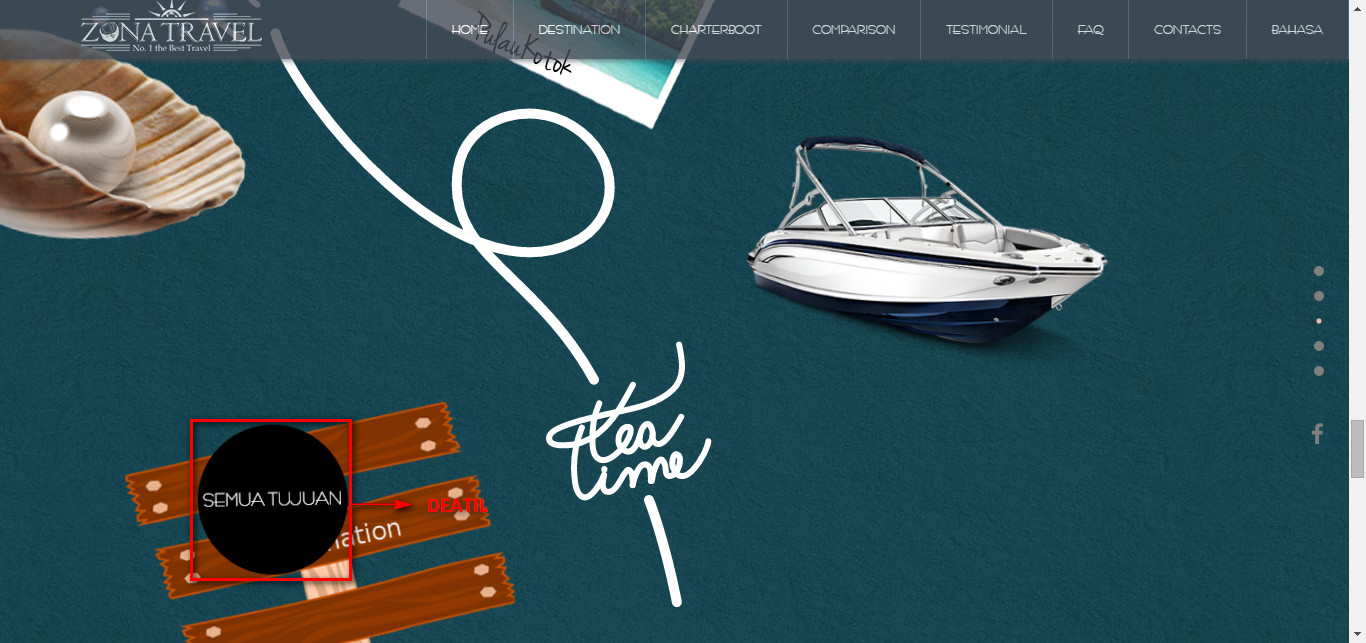 ZONA TRAVEL
No. 1 the Best Travel
HOME
DESTINATION
CHARTERBOOT
COMPARISON
TESTIMONIAL
FAQ
CONTACTS
BAHASA
PulauKotok
tea
time
SEMUA TUJUAN
DEATIL
nation